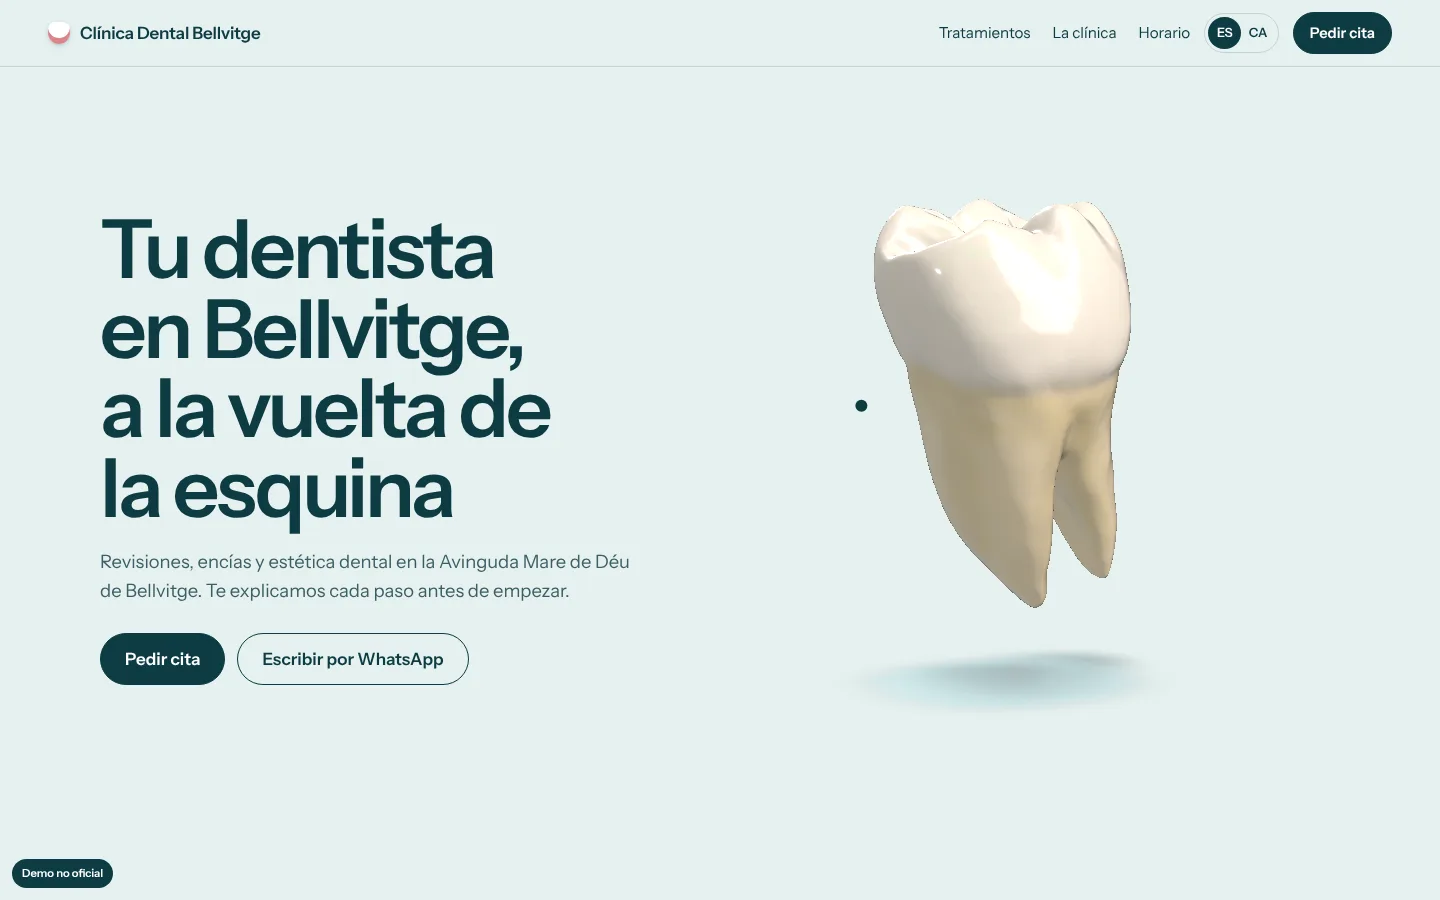 Clínica Dental Bellvitge
Tratamientos
La clínica
Horario
ES
CA
Pedir cita
Tu dentista
en Bellvitge,
a la vuelta de
la esquina
Revisiones, encías y estética dental en la Avinguda Mare de Déu
de Bellvitge. Te explicamos cada paso antes de empezar.
Pedir cita
Escribir por WhatsApp
Demo no oficial